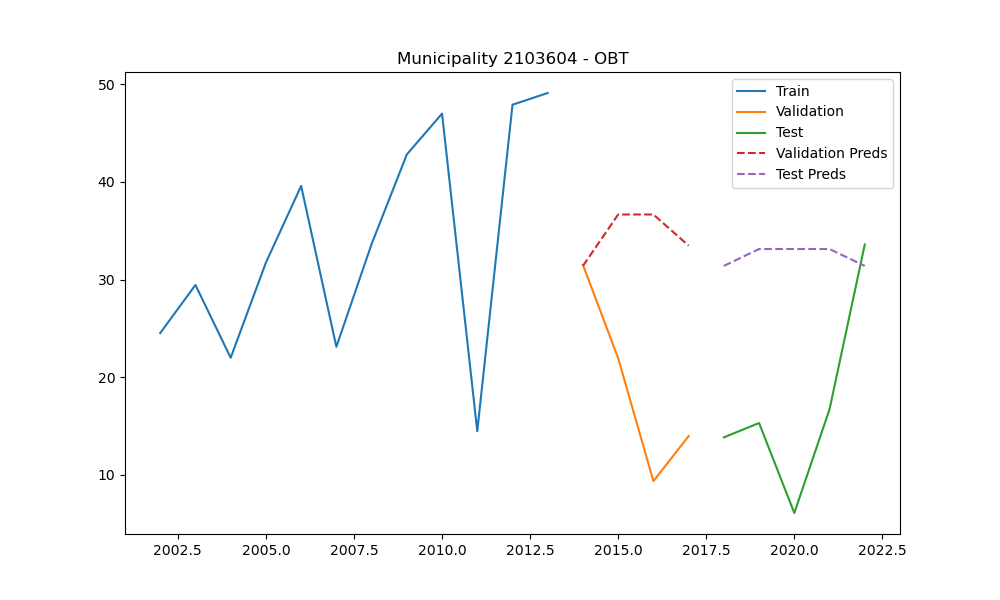 Municipality 2103604 - OBT
Train
Validation
Test
Validation Preds
Test Preds
50
40
30
20
10
2002.5 2005.0 2007.5 2010.0 2012.5 2015.0 2017.5 2020.0 2022.5